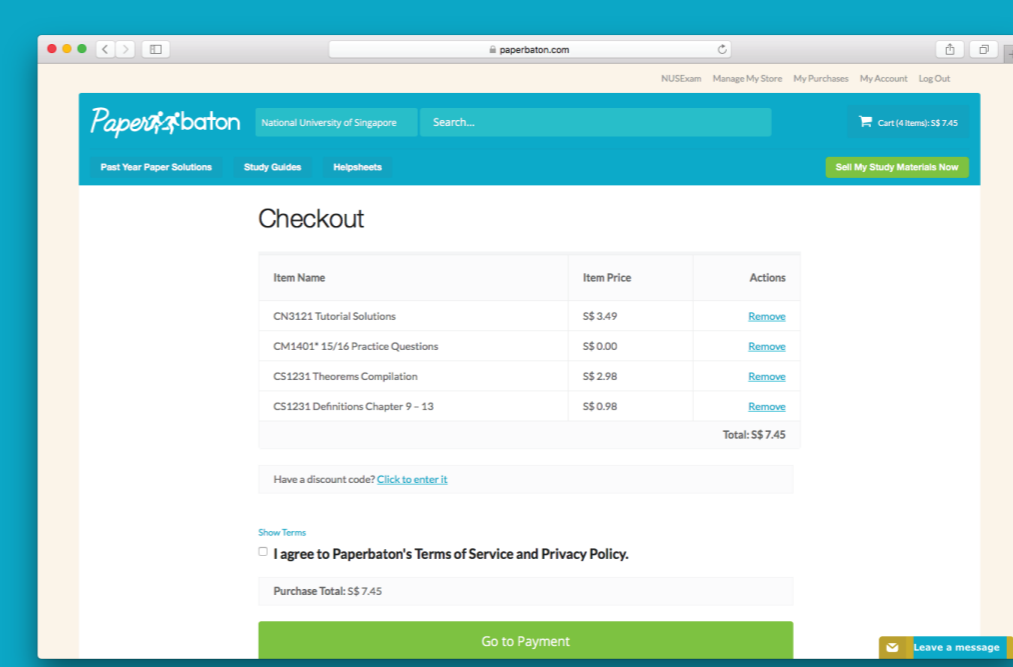 paperbaton.com
NUSExam Manage My Store My Purchases My Account Log Out
Paperbaton National University of Singapore Search... Cart (4 Items): S$ 7.45
Past Year Paper Solutions Study Guides Helpsheets Sell My Study Materials Now
Checkout
Item Name Item Price Actions
CN3121 Tutorial Solutions S$ 3.49 Remove
CM1401* 15/16 Practice Questions S$ 0.00 Remove
CS1231 Theorems Compilation S$ 2.98 Remove
CS1231 Definitions Chapter 9 – 13 S$ 0.98 Remove
Total: S$ 7.45
Have a discount code? Click to enter it
Show Terms
I agree to Paperbaton's Terms of Service and Privacy Policy.
Purchase Total: S$ 7.45
Go to Payment
Leave a message